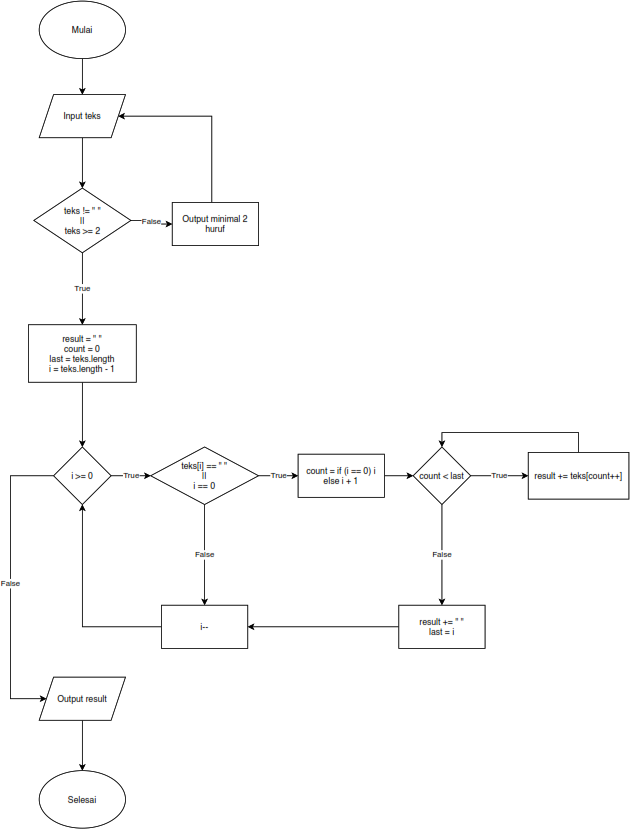 Mulai
Input teks
teks != " "
||
teks >= 2
False
Output minimal 2
huruf
True
result = " "
count = 0
last = teks.length
i = teks.length - 1
i >= 0
True
teks[i] == " "
||
i == 0
True
count = if (i == 0) i
else i + 1
count < last
True
result += teks[count++]
False
False
False
i--
result += " "
last = i
Output result
Selesai